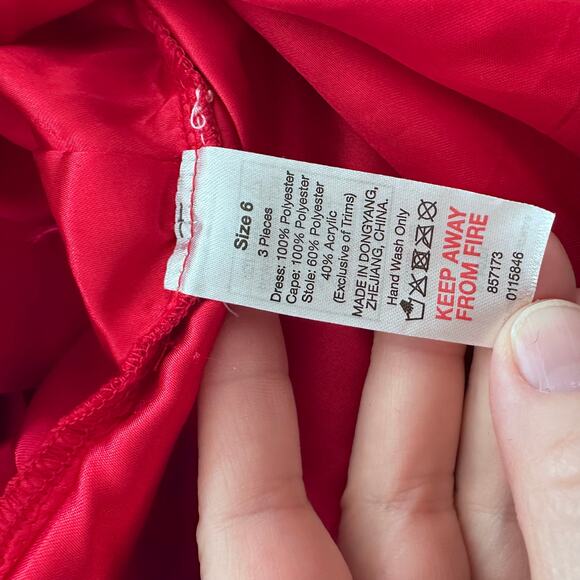 Size 6
3 Pieces
Dress: 100% Polyester
Cape: 100% Polyester
Stole: 60% Polyester
40% Acrylic
(Exclusive of Trims)
MADE IN DONGYANG,
ZHEJIANG, CHINA.
Hand Wash Only
KEEP AWAY
FROM FIRE
857173
0115846